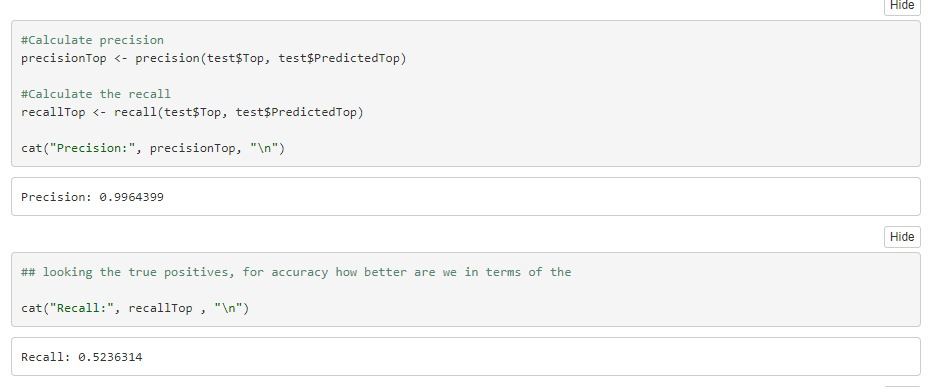 Hide
#Calculate precision
precisionTop <- precision(test$Top, test$PredictedTop)
#Calculate the recall
recallTop <- recall(test$Top, test$PredictedTop)
cat("Precision:", precisionTop, "\n")
Precision: 0.9964399
Hide
## looking the true positives, for accuracy how better are we in terms of the
cat("Recall:", recallTop , "\n")
Recall: 0.5236314